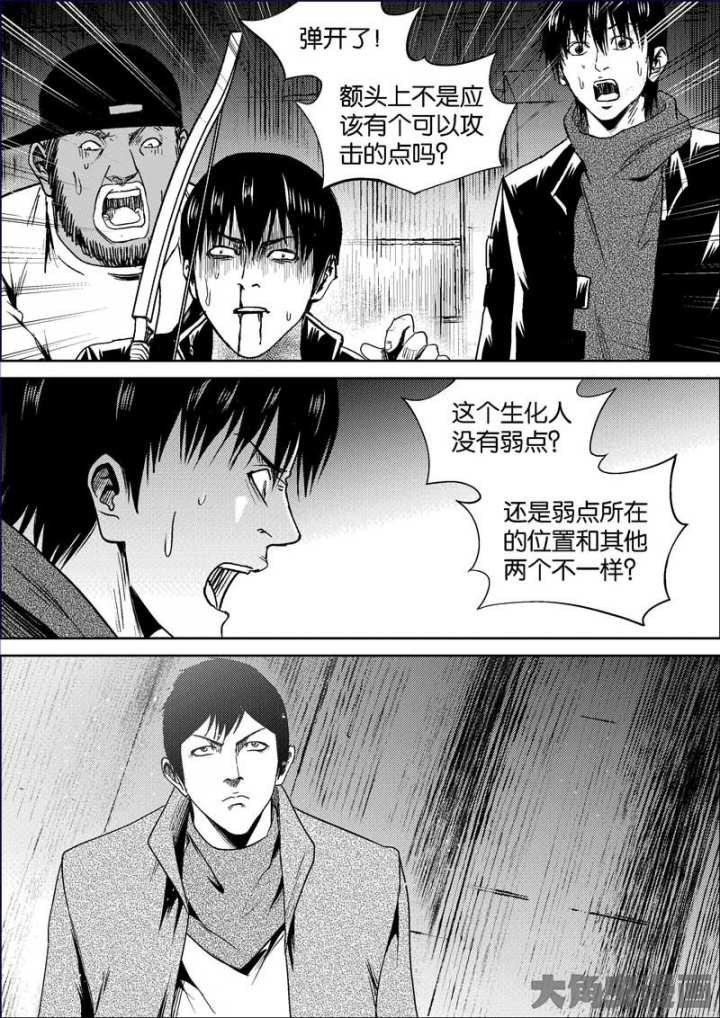 弹开了！
额头上不是应
该有个可以攻
击的点吗？
这个生化人
没有弱点？
还是弱点所在
的位置和其他
两个不一样？
大角虫漫画